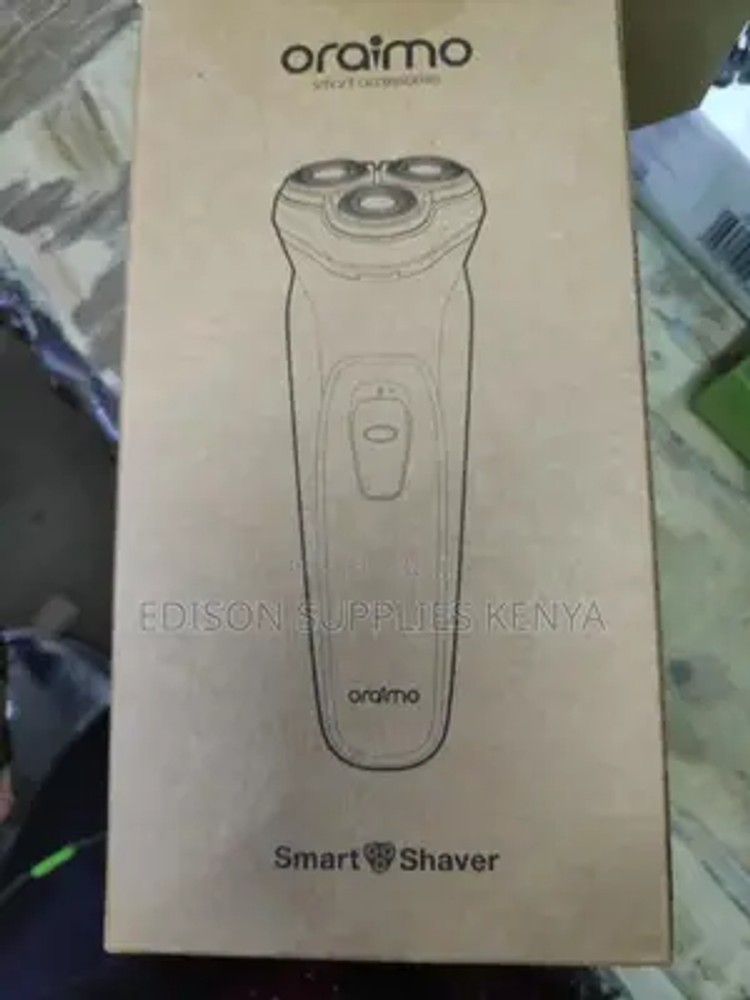 oraimo
smart accessories
EDISON SUPPLIES KENYA
oraimo
Smart Shaver